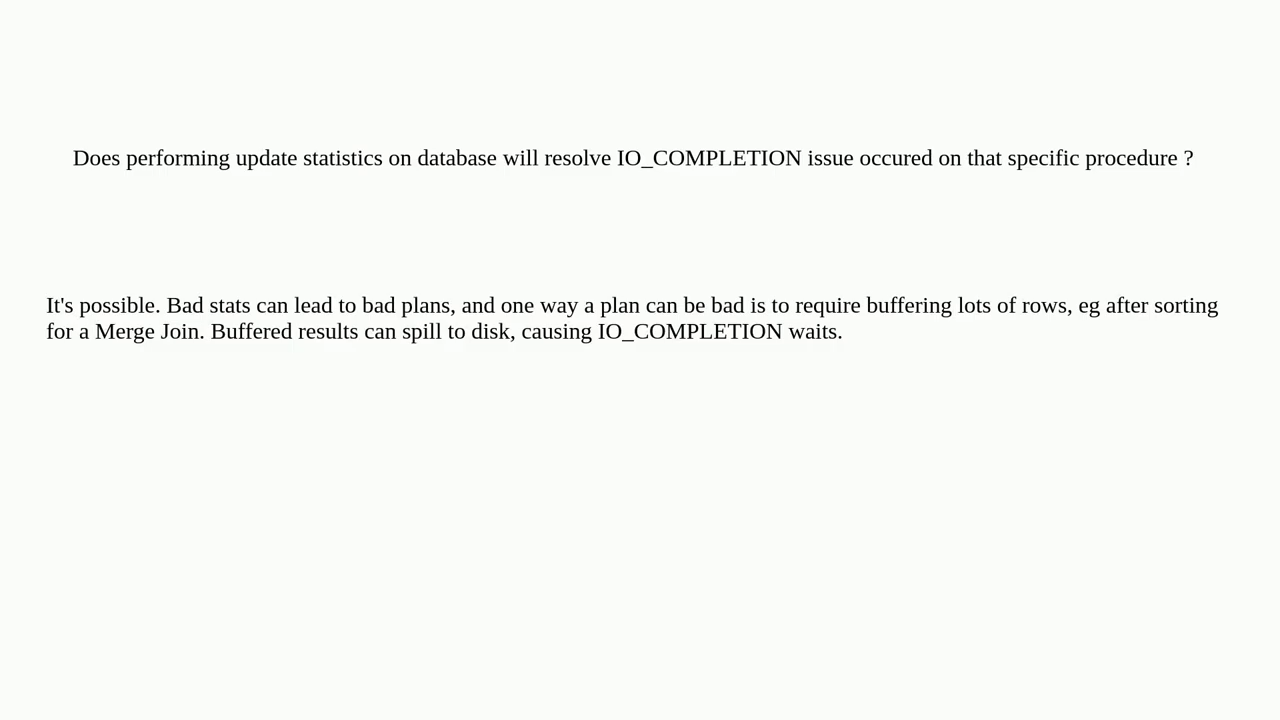 Does performing update statistics on database will resolve IO_COMPLETION issue occured on that specific procedure ?
It's possible. Bad stats can lead to bad plans, and one way a plan can be bad is to require buffering lots of rows, eg after sorting
for a Merge Join. Buffered results can spill to disk, causing IO_COMPLETION waits.